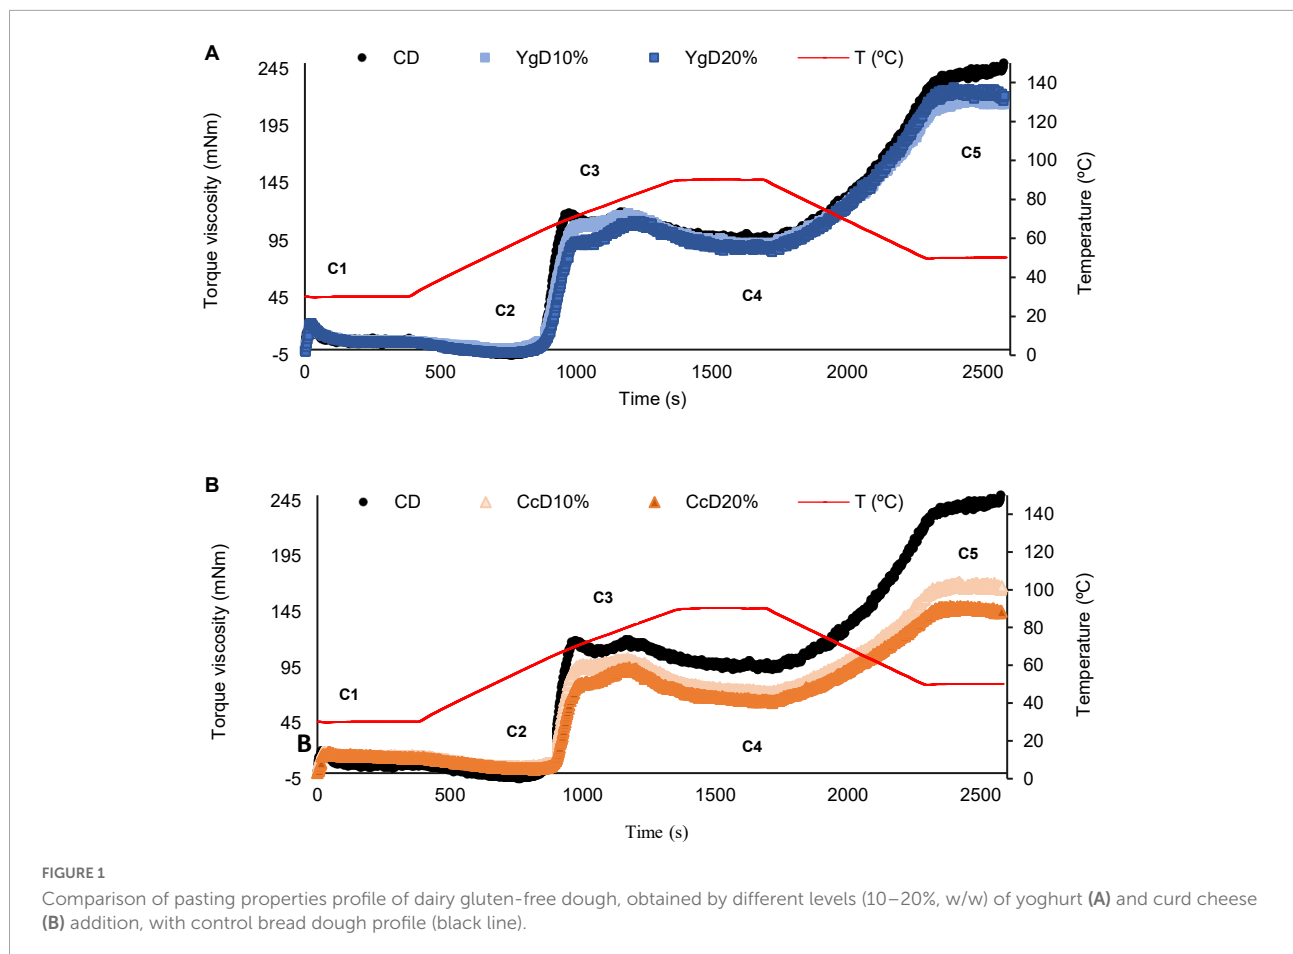 A
CD YgD10% YgD20% T (ºC)
245
195
145
95
45
-5
Torque viscosity (mNm)
140
120
100
80
60
40
20
0
Temperature (ºC)
C1
C2
C3
C4
C5
0 500 1000 1500 2000 2500
Time (s)
B
CD CcD10% CcD20% T (ºC)
245
195
145
95
45
-5
Torque viscosity (mNm)
140
120
100
80
60
40
20
0
Temperature (ºC)
C1
C2
C3
C4
C5
B
0 500 1000 1500 2000 2500
Time (s)
FIGURE 1
Comparison of pasting properties profile of dairy gluten-free dough, obtained by different levels (10–20%, w/w) of yoghurt (A) and curd cheese
(B) addition, with control bread dough profile (black line).